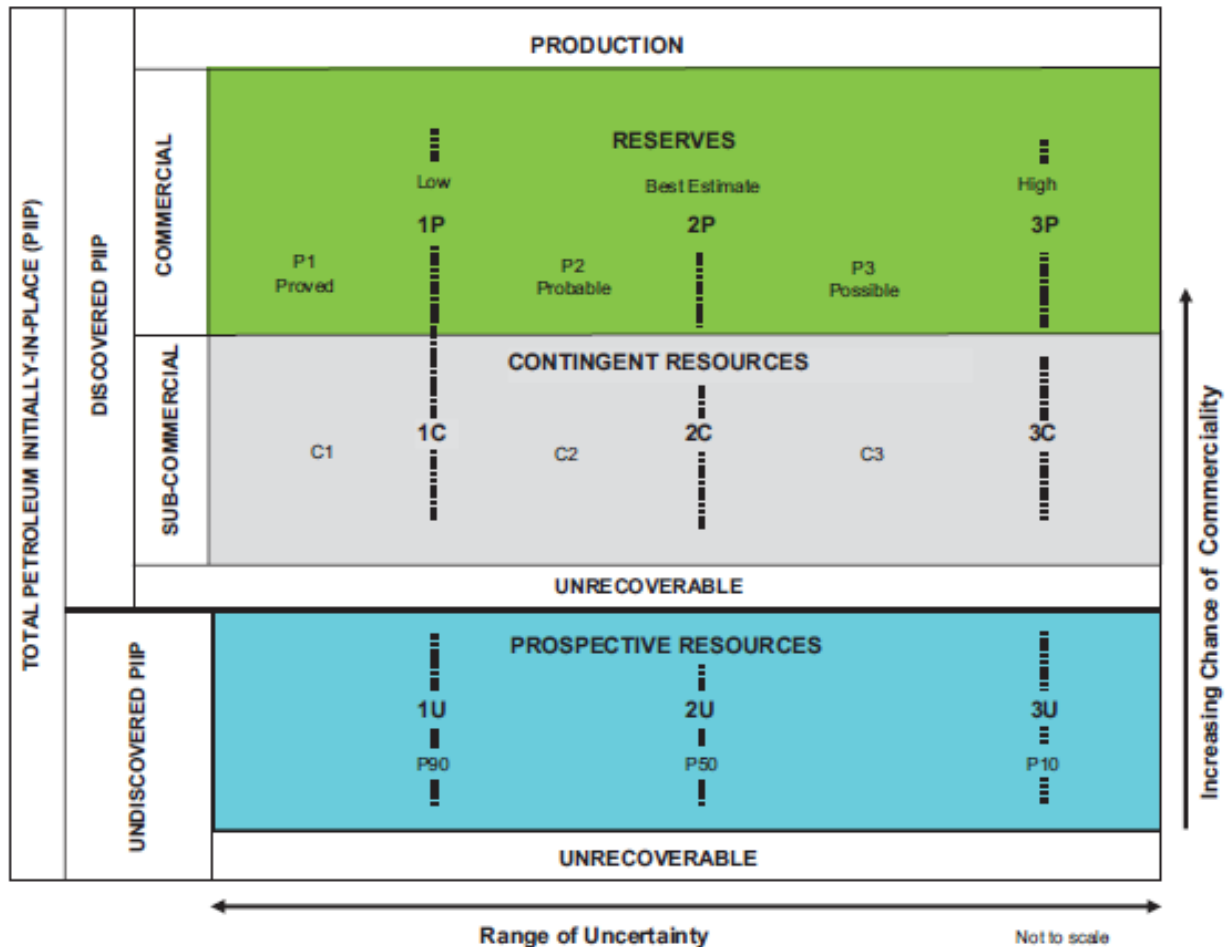 TOTAL PETROLEUM INITIALLY-IN-PLACE (PIIP)
DISCOVERED PIIP
UNDISCOVERED PIIP
COMMERCIAL
SUB-COMMERCIAL
PRODUCTION
RESERVES
Low
Best Estimate
High
1P
2P
3P
P1
Proved
P2
Probable
P3
Possible
CONTINGENT RESOURCES
1C
2C
3C
C1
C2
C3
UNRECOVERABLE
PROSPECTIVE RESOURCES
1U
2U
3U
P90
P50
P10
UNRECOVERABLE
Increasing Chance of Commerciality
Range of Uncertainty
Not to scale